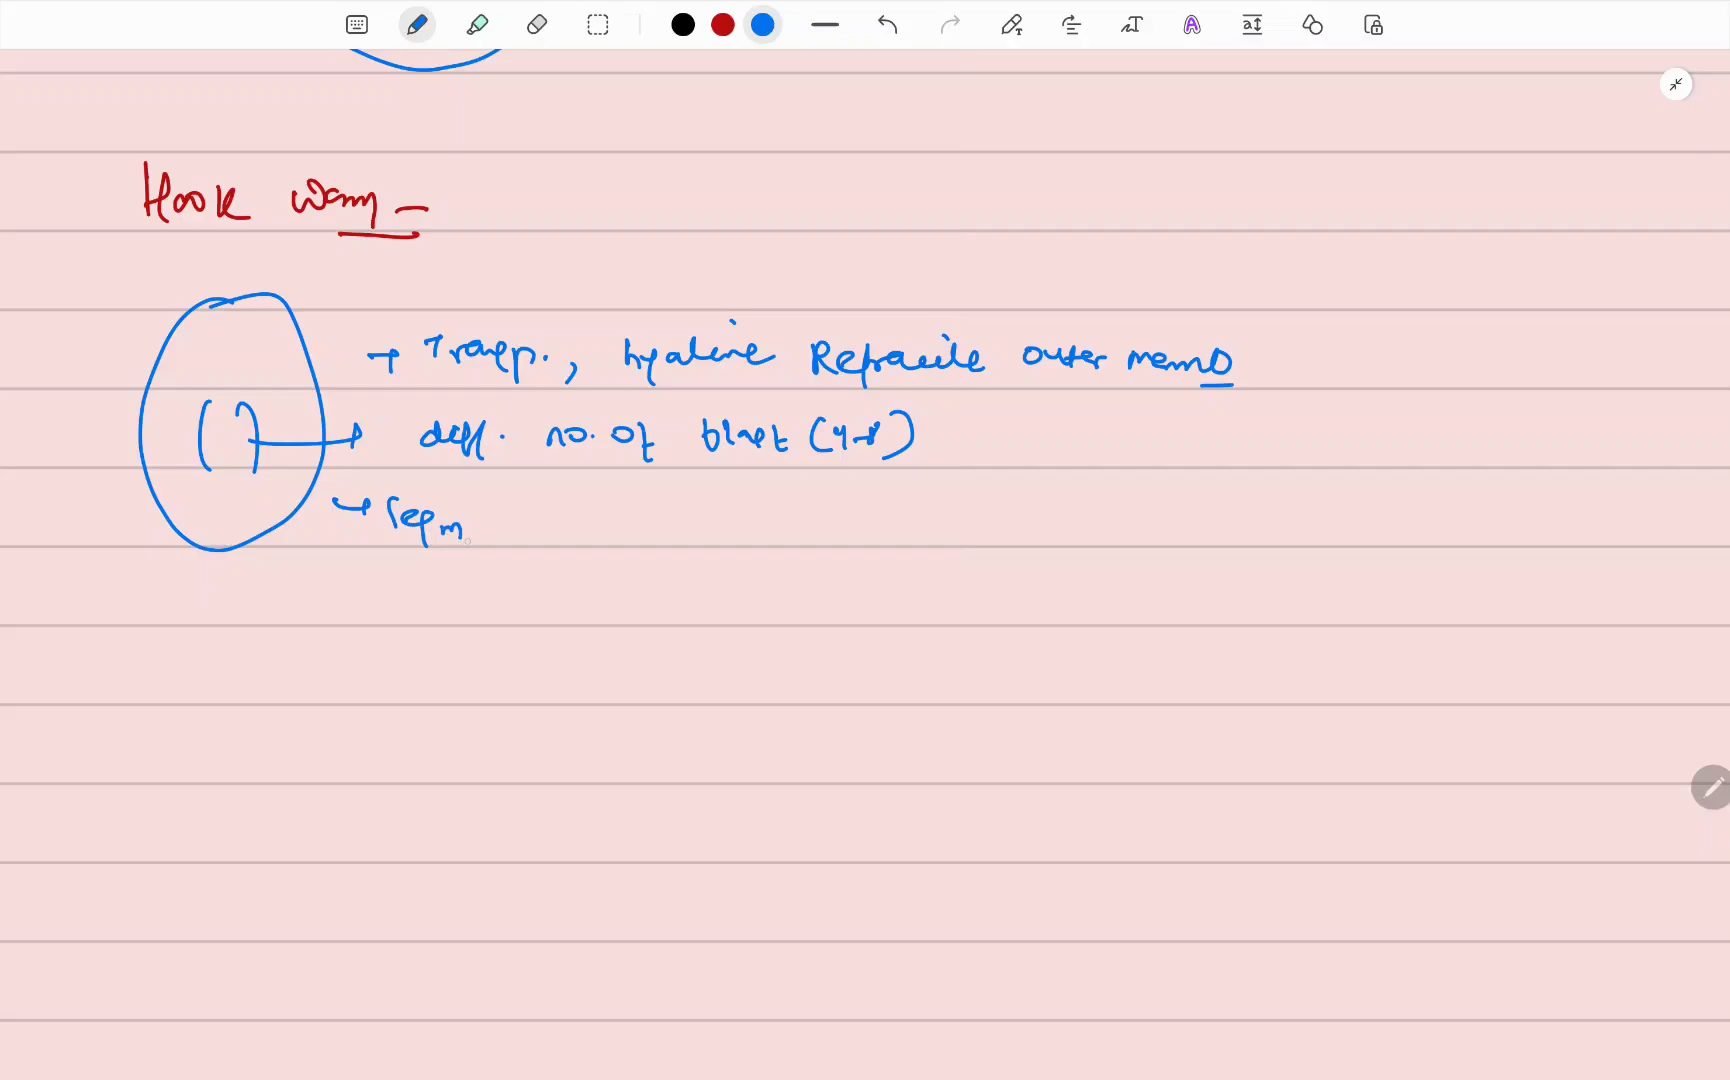 Hook worm -
→ Transp., hyaline Refractile outer memb
→ diff. no. of blast (4-8)
↪ segm